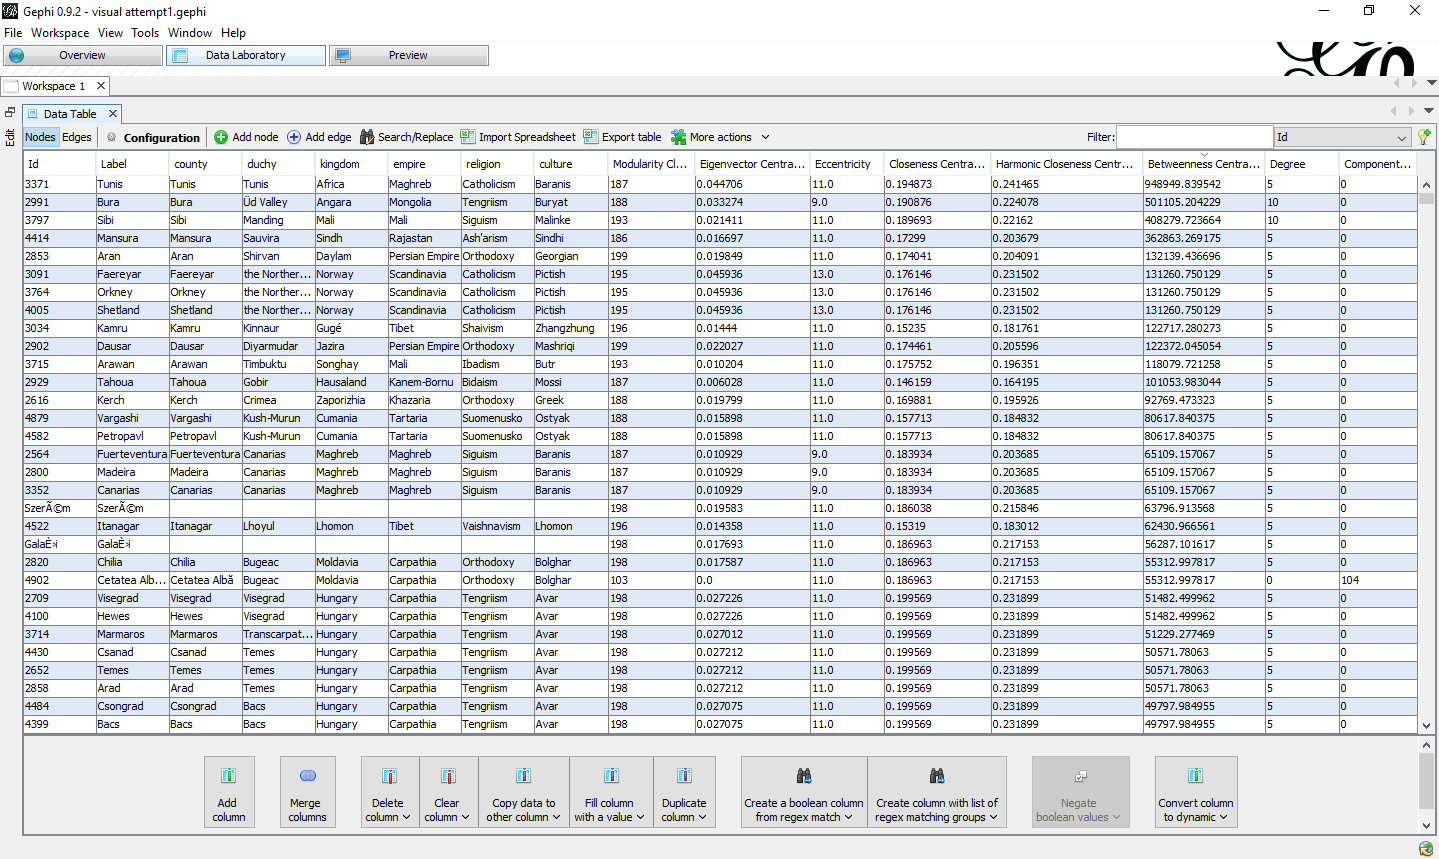 Gephi 0.9.2 - visual attempt1.gephi
File Workspace View Tools Window Help
Overview Data Laboratory Preview
Workspace 1
Data Table
Edit
Nodes Edges Configuration Add node Add edge Search/Replace Import Spreadsheet Export table More actions Filter: Id
Id Label county duchy kingdom empire religion culture Modularity Cl... Eigenvector Centra... Eccentricity Closeness Centra... Harmonic Closeness Centr... Betweenness Centra... Degree Component...
3371 Tunis Tunis Tunis Africa Maghreb Catholicism Baranis 187 0.044706 11.0 0.194873 0.241465 948949.839542 5 0
2991 Bura Bura Üd Valley Angara Mongolia Tengriism Buryat 188 0.033274 9.0 0.190876 0.224078 501105.204229 10 0
3797 Sibi Sibi Manding Mali Mali Siguism Malinke 193 0.021411 11.0 0.189693 0.22162 408279.723664 10 0
4414 Mansura Mansura Sauvira Sindh Rajastan Ash'arism Sindhi 186 0.016697 11.0 0.17299 0.203679 362863.269175 5 0
2853 Aran Aran Shirvan Daylam Persian Empire Orthodoxy Georgian 199 0.019849 11.0 0.174041 0.204091 132139.436696 5 0
3091 Faereyar Faereyar the Norther... Norway Scandinavia Catholicism Pictish 195 0.045936 13.0 0.176146 0.231502 131260.750129 5 0
3764 Orkney Orkney the Norther... Norway Scandinavia Catholicism Pictish 195 0.045936 13.0 0.176146 0.231502 131260.750129 5 0
4005 Shetland Shetland the Norther... Norway Scandinavia Catholicism Pictish 195 0.045936 13.0 0.176146 0.231502 131260.750129 5 0
3034 Kamru Kamru Kinnaur Gugé Tibet Shaivism Zhangzhung 196 0.01444 11.0 0.15235 0.181761 122717.280273 5 0
2902 Dausar Dausar Diyarmudar Jazira Persian Empire Orthodoxy Mashriqi 199 0.022027 11.0 0.174461 0.205596 122372.045054 5 0
3715 Arawan Arawan Timbuktu Songhay Mali Ibadism Butr 193 0.010204 11.0 0.175752 0.196351 118079.721258 5 0
2929 Tahoua Tahoua Gobir Hausaland Kanem-Bornu Bidaism Mossi 187 0.006028 11.0 0.146159 0.164195 101053.983044 5 0
2616 Kerch Kerch Crimea Zaporizhia Khazaria Orthodoxy Greek 188 0.019799 11.0 0.169881 0.195926 92769.473323 5 0
4879 Vargashi Vargashi Kush-Murun Cumania Tartaria Suomenusko Ostyak 188 0.015898 11.0 0.157713 0.184832 80617.840375 5 0
4582 Petropavl Petropavl Kush-Murun Cumania Tartaria Suomenusko Ostyak 188 0.015898 11.0 0.157713 0.184832 80617.840375 5 0
2564 Fuerteventura Fuerteventura Canarias Maghreb Maghreb Siguism Baranis 187 0.010929 9.0 0.183934 0.203685 65109.157067 5 0
2800 Madeira Madeira Canarias Maghreb Maghreb Siguism Baranis 187 0.010929 9.0 0.183934 0.203685 65109.157067 5 0
3352 Canarias Canarias Canarias Maghreb Maghreb Siguism Baranis 187 0.010929 9.0 0.183934 0.203685 65109.157067 5 0
SzerÃ©m SzerÃ©m 198 0.019583 11.0 0.186038 0.215846 63796.913568 5 0
4522 Itanagar Itanagar Lhoyul Lhomon Tibet Vaishnavism Lhomon 196 0.014358 11.0 0.15319 0.183012 62430.966561 5 0
GalaÈ›i GalaÈ›i 198 0.017693 11.0 0.186963 0.217153 56287.101617 5 0
2820 Chilia Chilia Bugeac Moldavia Carpathia Orthodoxy Bolghar 198 0.017587 11.0 0.186963 0.217153 55312.997817 5 0
4902 Cetatea Alb... Cetatea Albă Bugeac Moldavia Carpathia Orthodoxy Bolghar 103 0.0 11.0 0.186963 0.217153 55312.997817 0 104
2709 Visegrad Visegrad Visegrad Hungary Carpathia Tengriism Avar 198 0.027226 11.0 0.199569 0.231899 51482.499962 5 0
4100 Hewes Hewes Visegrad Hungary Carpathia Tengriism Avar 198 0.027226 11.0 0.199569 0.231899 51482.499962 5 0
3714 Marmaros Marmaros Transcarpat... Hungary Carpathia Tengriism Avar 198 0.027012 11.0 0.199569 0.231899 51229.277469 5 0
4430 Csanad Csanad Temes Hungary Carpathia Tengriism Avar 198 0.027212 11.0 0.199569 0.231899 50571.78063 5 0
2652 Temes Temes Temes Hungary Carpathia Tengriism Avar 198 0.027212 11.0 0.199569 0.231899 50571.78063 5 0
2858 Arad Arad Temes Hungary Carpathia Tengriism Avar 198 0.027212 11.0 0.199569 0.231899 50571.78063 5 0
4484 Csongrad Csongrad Bacs Hungary Carpathia Tengriism Avar 198 0.027075 11.0 0.199569 0.231899 49797.984955 5 0
4399 Bacs Bacs Bacs Hungary Carpathia Tengriism Avar 198 0.027075 11.0 0.199569 0.231899 49797.984955 5 0
Add Merge Delete Clear Copy data to Fill column Duplicate Create a boolean column Create column with list of Negate Convert column
column columns column column other column with a value column from regex match regex matching groups boolean values to dynamic